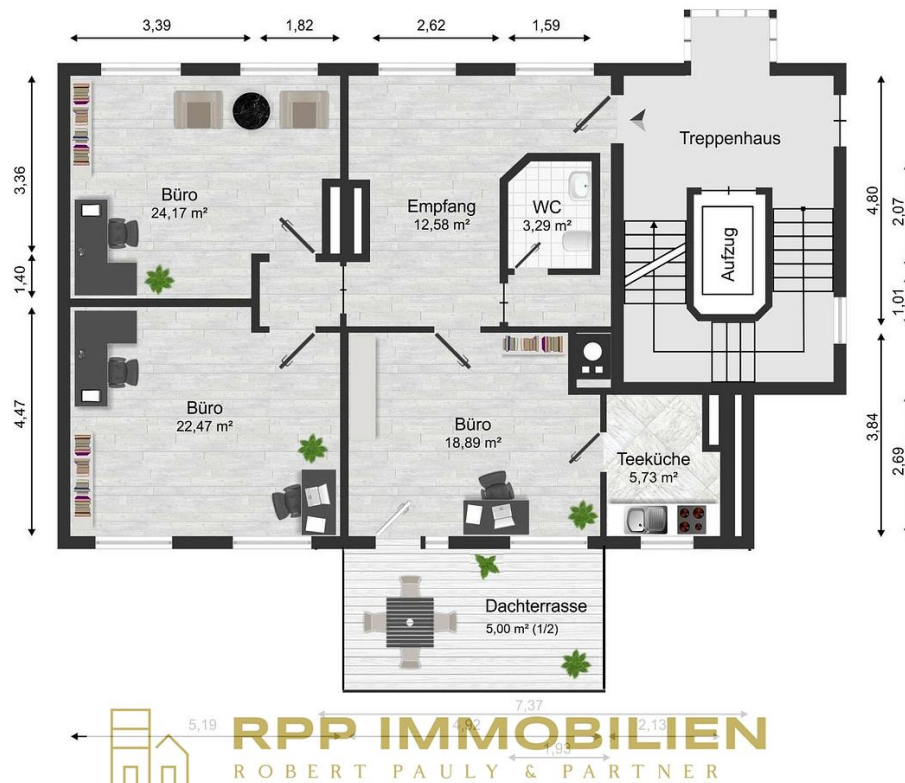 3,39
1,82
2,62
1,59
Treppenhaus
3,36
Büro
24,17 m²
Empfang
12,58 m²
WC
3,29 m²
4,80
2,07
Aufzug
1,40
1,01
4,47
Büro
22,47 m²
Büro
18,89 m²
Teeküche
5,73 m²
3,84
2,69
Dachterrasse
5,00 m² (1/2)
7,37
5,19
4,92
2,13
1,93
RPP IMMOBILIEN
ROBERT PAULY & PARTNER